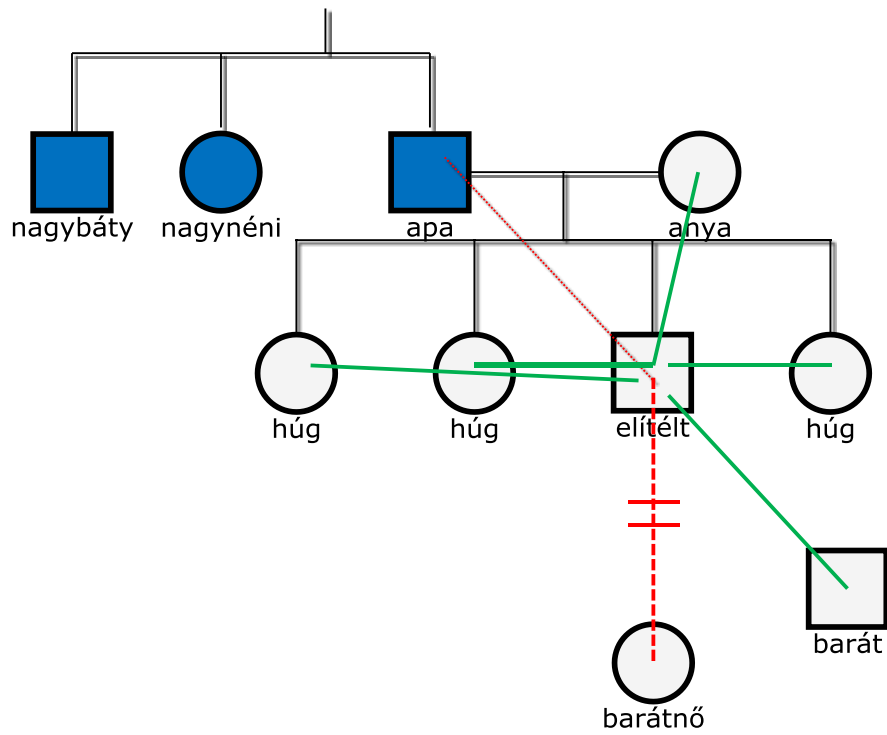 nagybáty
nagynéni
apa
anya
húg
húg
elítélt
húg
barát
barátnő